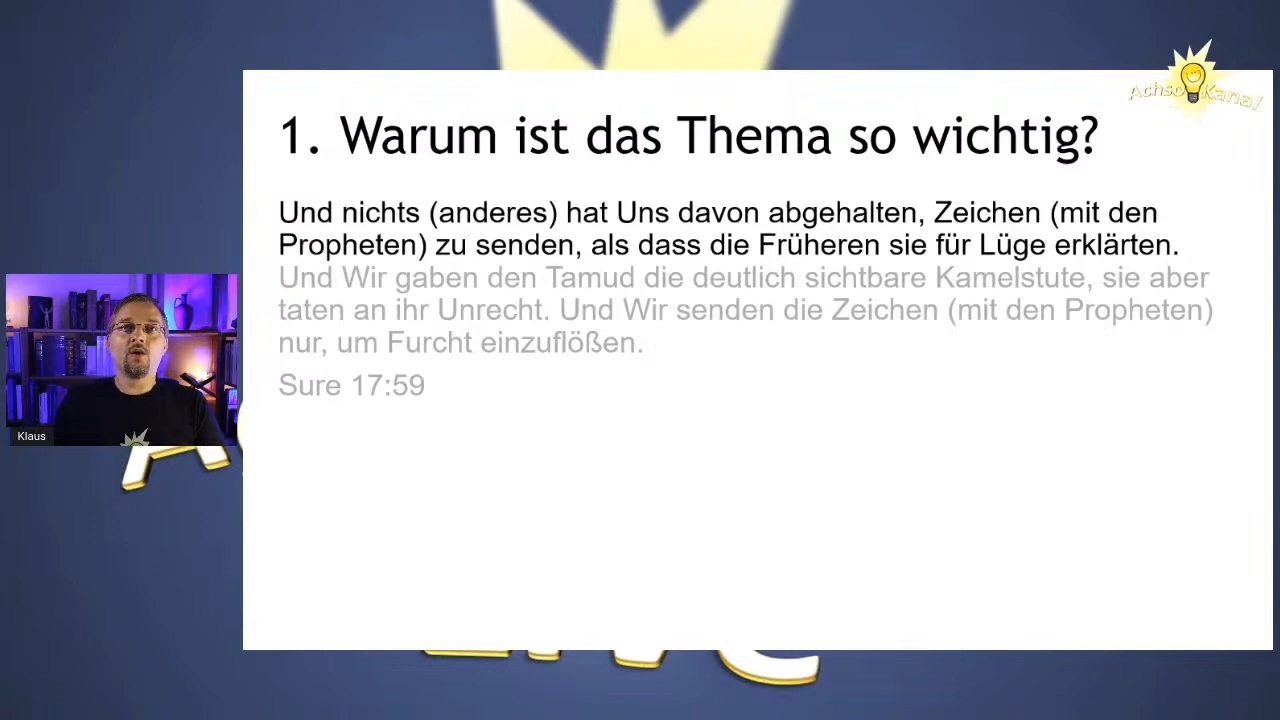 Achso Kanal
1. Warum ist das Thema so wichtig?
Und nichts (anderes) hat Uns davon abgehalten, Zeichen (mit den
Propheten) zu senden, als dass die Früheren sie für Lüge erklärten.
Und Wir gaben den Tamud die deutlich sichtbare Kamelstute, sie aber
taten an ihr Unrecht. Und Wir senden die Zeichen (mit den Propheten)
nur, um Furcht einzuflößen.
Sure 17:59
Klaus